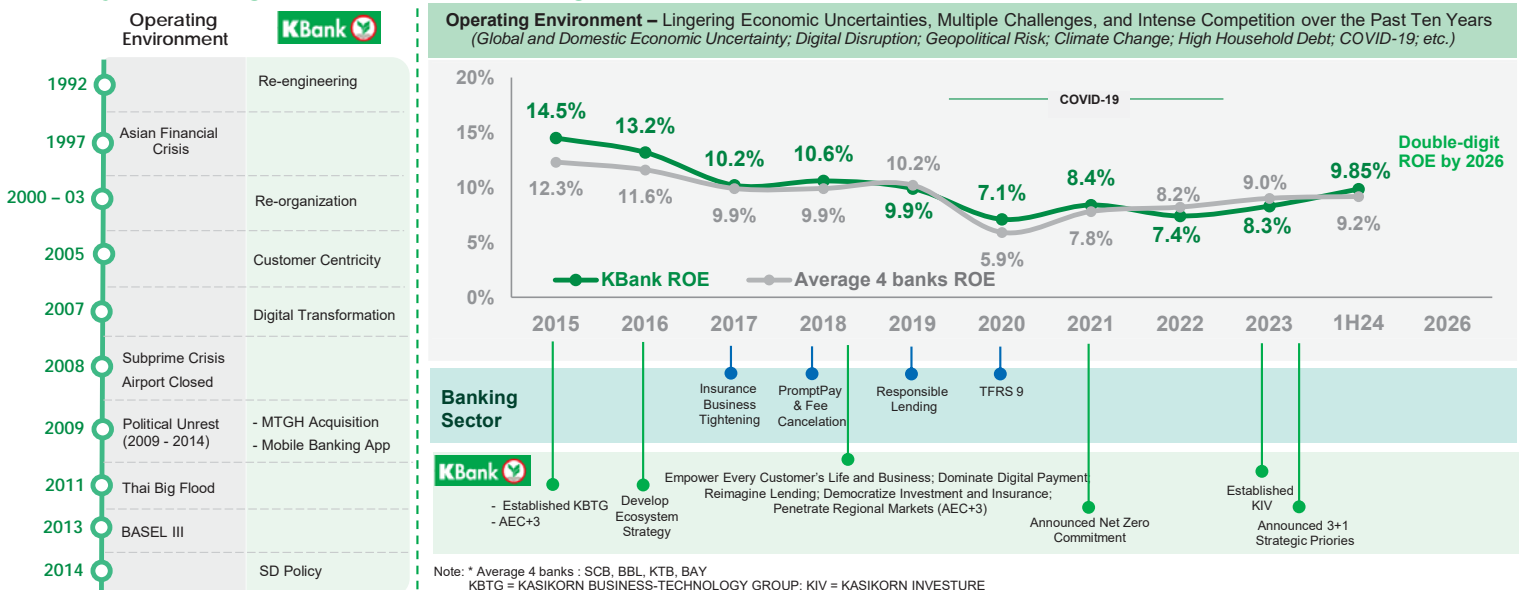 Operating
Environment
KBank
1992
Re-engineering
1997
Asian Financial
Crisis
2000 – 03
Re-organization
2005
Customer Centricity
2007
Digital Transformation
2008
Subprime Crisis
Airport Closed
2009
Political Unrest
(2009 - 2014)
- MTGH Acquisition
- Mobile Banking App
2011
Thai Big Flood
2013
BASEL III
2014
SD Policy
Operating Environment – Lingering Economic Uncertainties, Multiple Challenges, and Intense Competition over the Past Ten Years
(Global and Domestic Economic Uncertainty; Digital Disruption; Geopolitical Risk; Climate Change; High Household Debt; COVID-19; etc.)
20%
15%
10%
5%
0%
COVID-19
14.5%
13.2%
10.2%
10.6%
9.9%
7.1%
8.4%
7.4%
8.3%
9.85%
12.3%
11.6%
9.9%
9.9%
10.2%
5.9%
7.8%
8.2%
9.0%
9.2%
Double-digit
ROE by 2026
KBank ROE
Average 4 banks ROE
2015
2016
2017
2018
2019
2020
2021
2022
2023
1H24
2026
Banking
Sector
Insurance
Business
Tightening
PromptPay
& Fee
Cancelation
Responsible
Lending
TFRS 9
KBank
- Established KBTG
- AEC+3
Develop
Ecosystem
Strategy
Empower Every Customer's Life and Business; Dominate Digital Payment
Reimagine Lending; Democratize Investment and Insurance;
Penetrate Regional Markets (AEC+3)
Announced Net Zero
Commitment
Established
KIV
Announced 3+1
Strategic Priories
Note: * Average 4 banks : SCB, BBL, KTB, BAY
KBTG = KASIKORN BUSINESS-TECHNOLOGY GROUP; KIV = KASIKORN INVESTURE